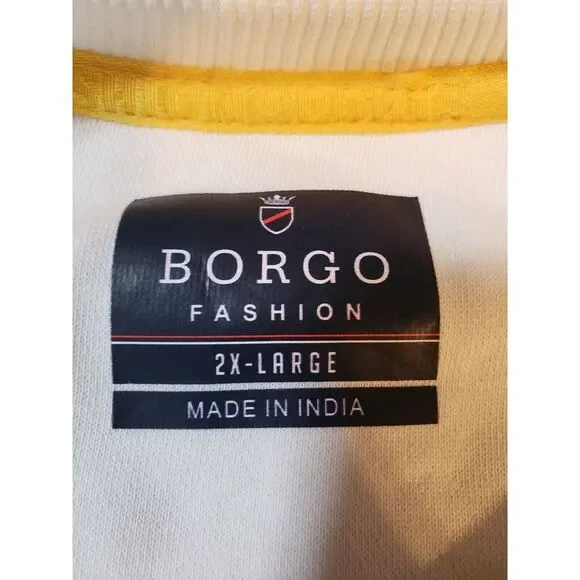 BORGO
FASHION
2X-LARGE
MADE IN INDIA